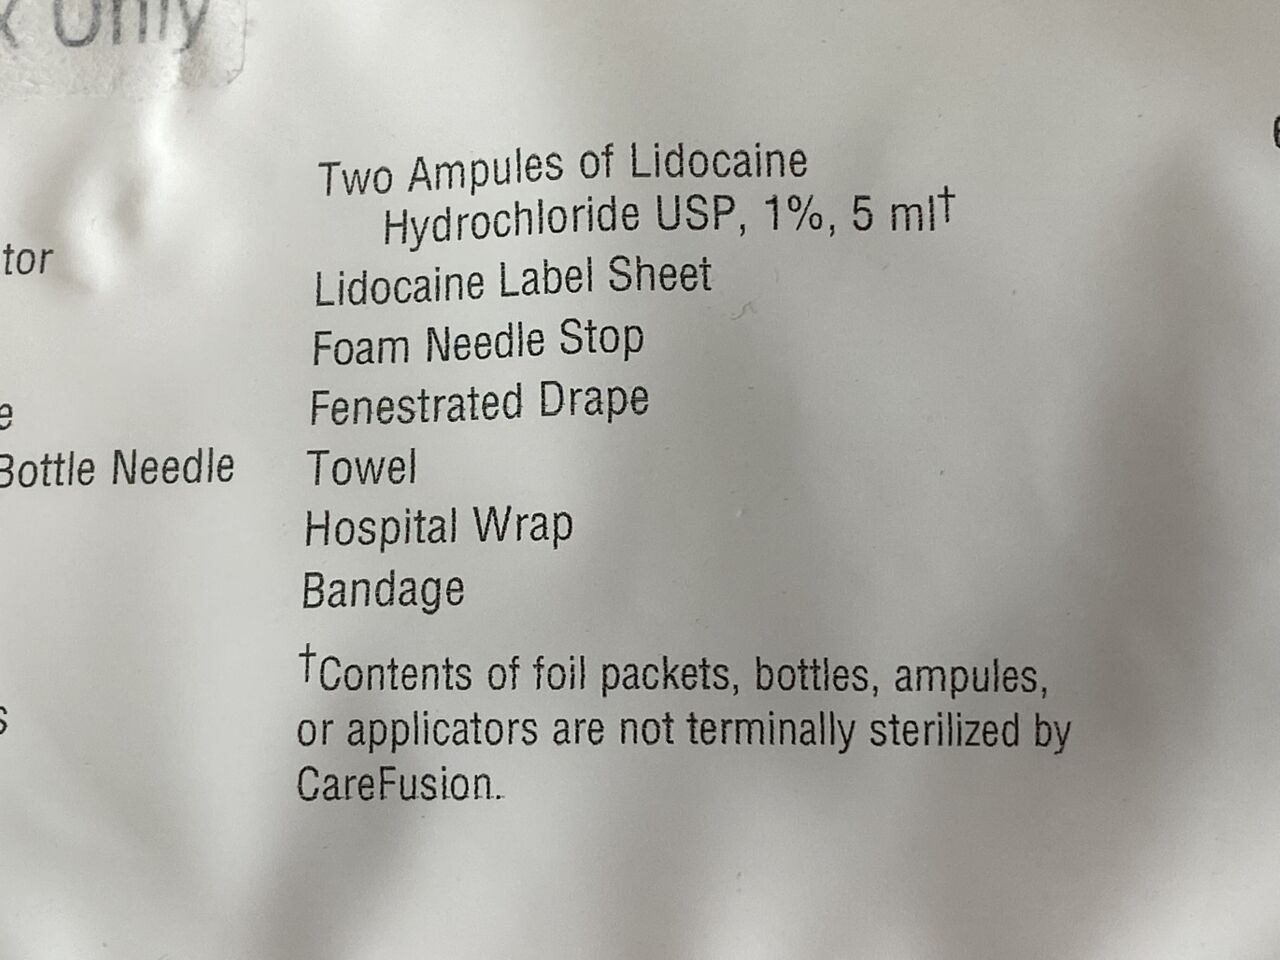 Only
tor
Bottle Needle
Two Ampules of Lidocaine
Hydrochloride USP, 1%, 5 ml†
Lidocaine Label Sheet
Foam Needle Stop
Fenestrated Drape
Towel
Hospital Wrap
Bandage
†Contents of foil packets, bottles, ampules,
or applicators are not terminally sterilized by
CareFusion.